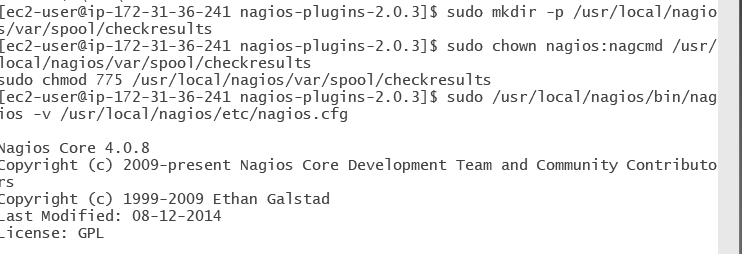 [ec2-user@ip-172-31-36-241 nagios-plugins-2.0.3]$ sudo mkdir -p /usr/local/nagio
s/var/spool/checkresults
[ec2-user@ip-172-31-36-241 nagios-plugins-2.0.3]$ sudo chown nagios:nagcmd /usr/
local/nagios/var/spool/checkresults
sudo chmod 775 /usr/local/nagios/var/spool/checkresults
[ec2-user@ip-172-31-36-241 nagios-plugins-2.0.3]$ sudo /usr/local/nagios/bin/nag
ios -v /usr/local/nagios/etc/nagios.cfg
Nagios Core 4.0.8
Copyright (c) 2009-present Nagios Core Development Team and Community Contributo
rs
Copyright (c) 1999-2009 Ethan Galstad
Last Modified: 08-12-2014
License: GPL